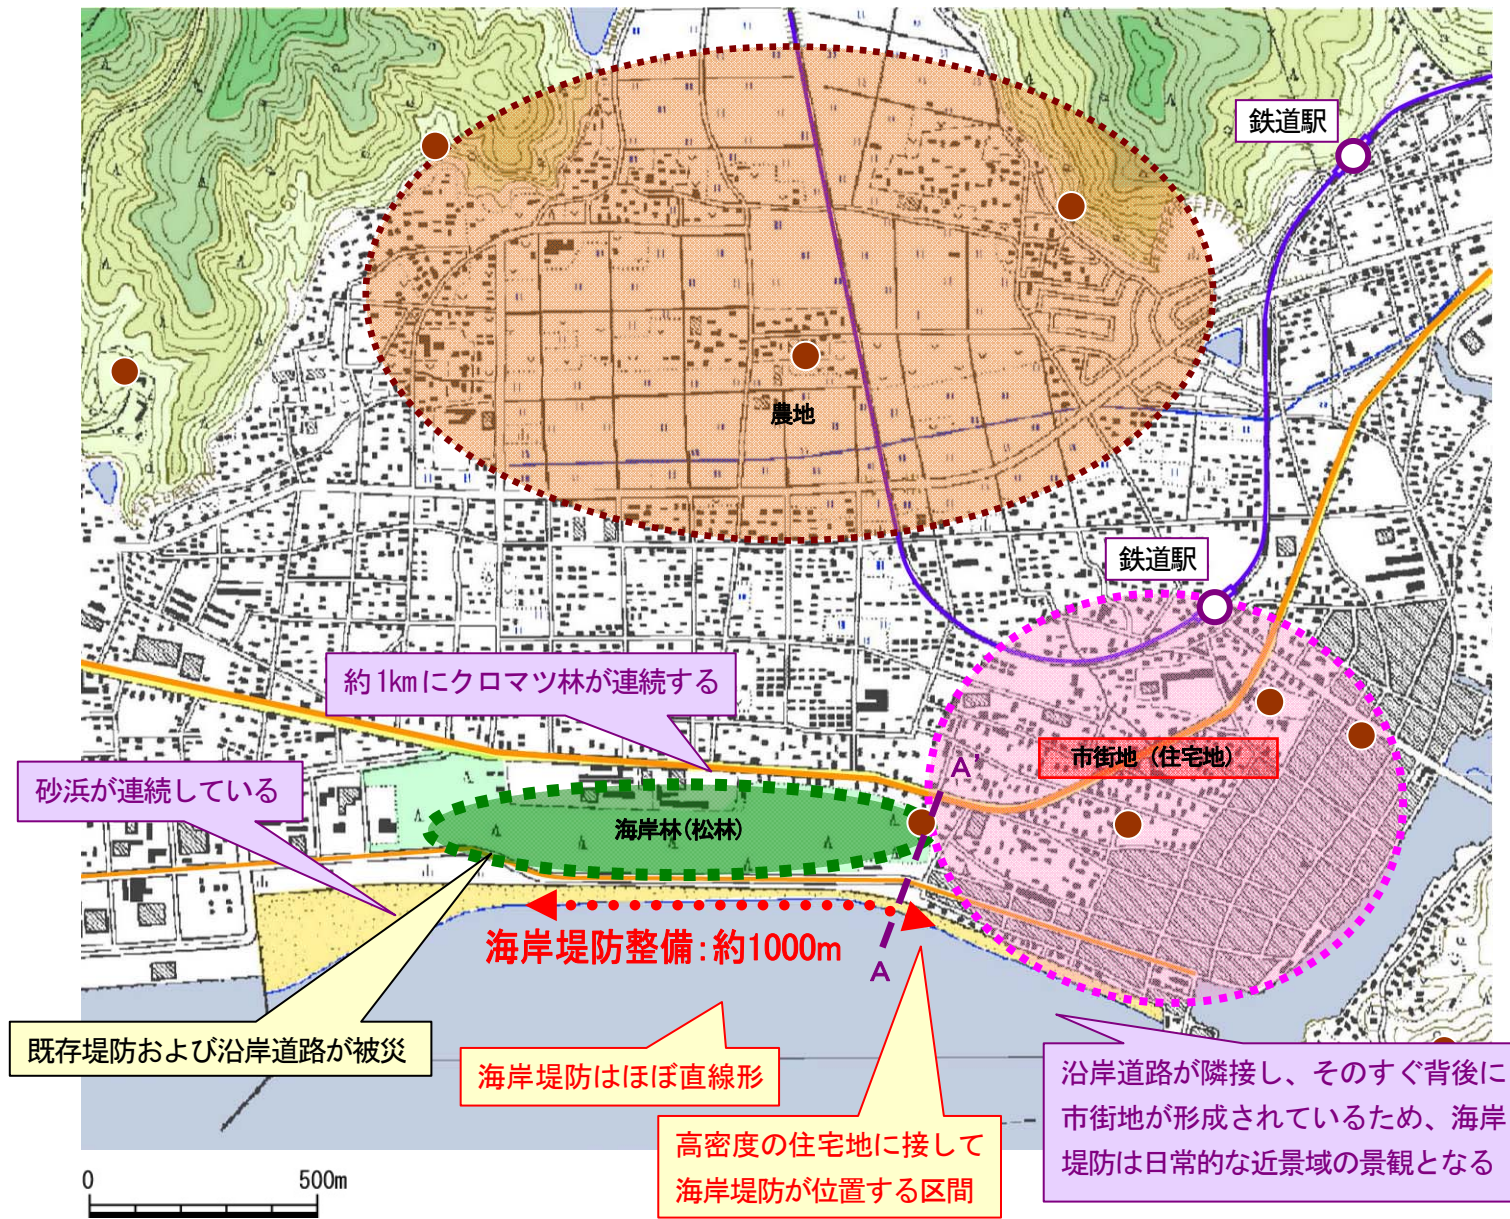 鉄道駅
農地
鉄道駅
約1kmにクロマツ林が連続する
市街地（住宅地）
A'
砂浜が連続している
海岸林(松林)
海岸堤防整備:約1000m
A
既存堤防および沿岸道路が被災
海岸堤防はほぼ直線形
沿岸道路が隣接し、そのすぐ背後に
市街地が形成されているため、海岸
堤防は日常的な近景域の景観となる
高密度の住宅地に接して
海岸堤防が位置する区間
0 500m